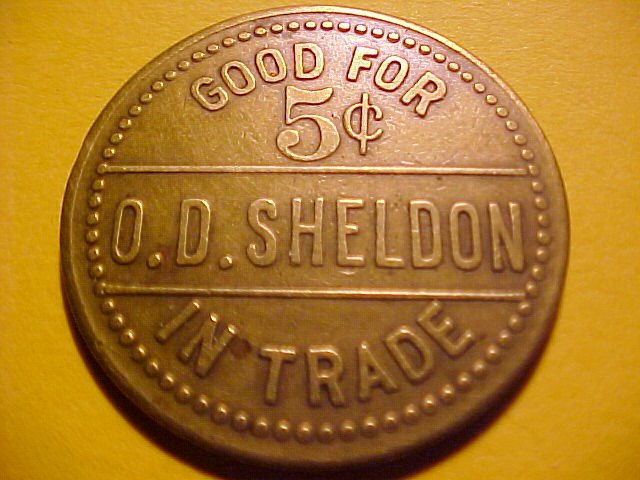 GOOD FOR
5¢
O.D. SHELDON
IN TRADE